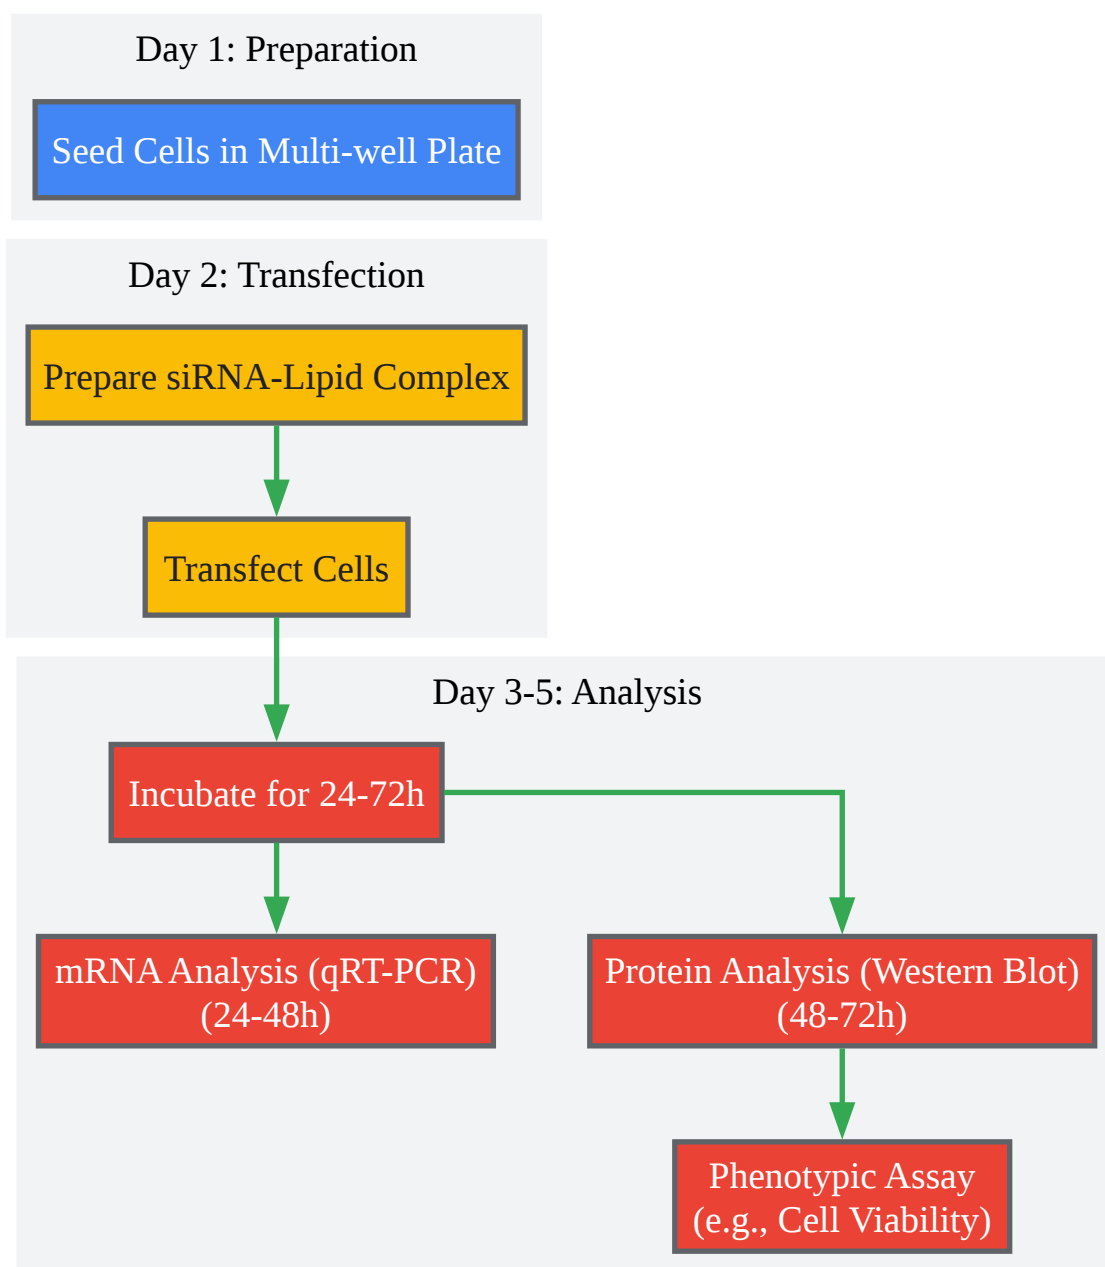 Day 1: Preparation
Seed Cells in Multi-well Plate
Day 2: Transfection
Prepare siRNA-Lipid Complex
Transfect Cells
Day 3-5: Analysis
Incubate for 24-72h
mRNA Analysis (qRT-PCR)
(24-48h)
Protein Analysis (Western Blot)
(48-72h)
Phenotypic Assay
(e.g., Cell Viability)